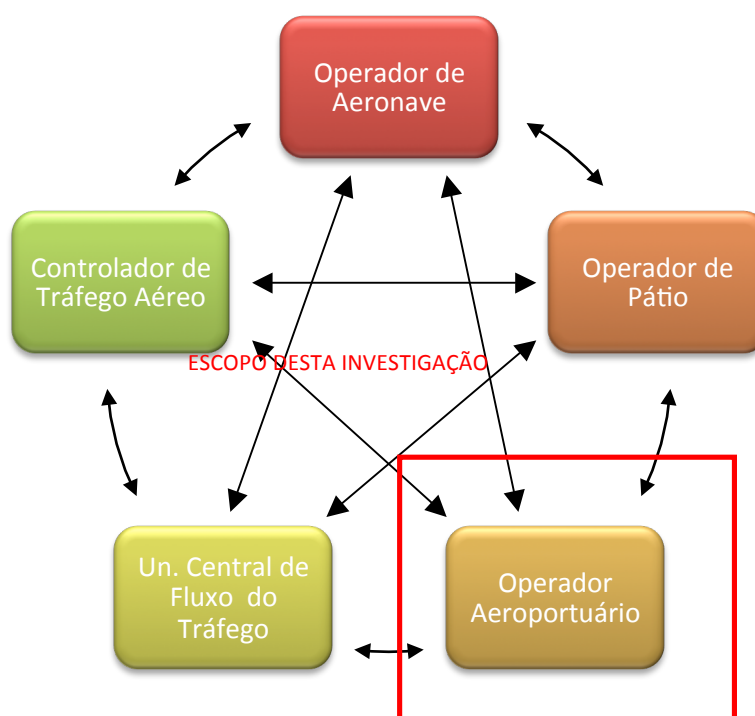 Operador de
Aeronave
Controlador de
Tráfego Aéreo
Operador de
Pátio
ESCOPO DESTA INVESTIGAÇÃO
Un. Central de
Fluxo do
Tráfego
Operador
Aeroportuário